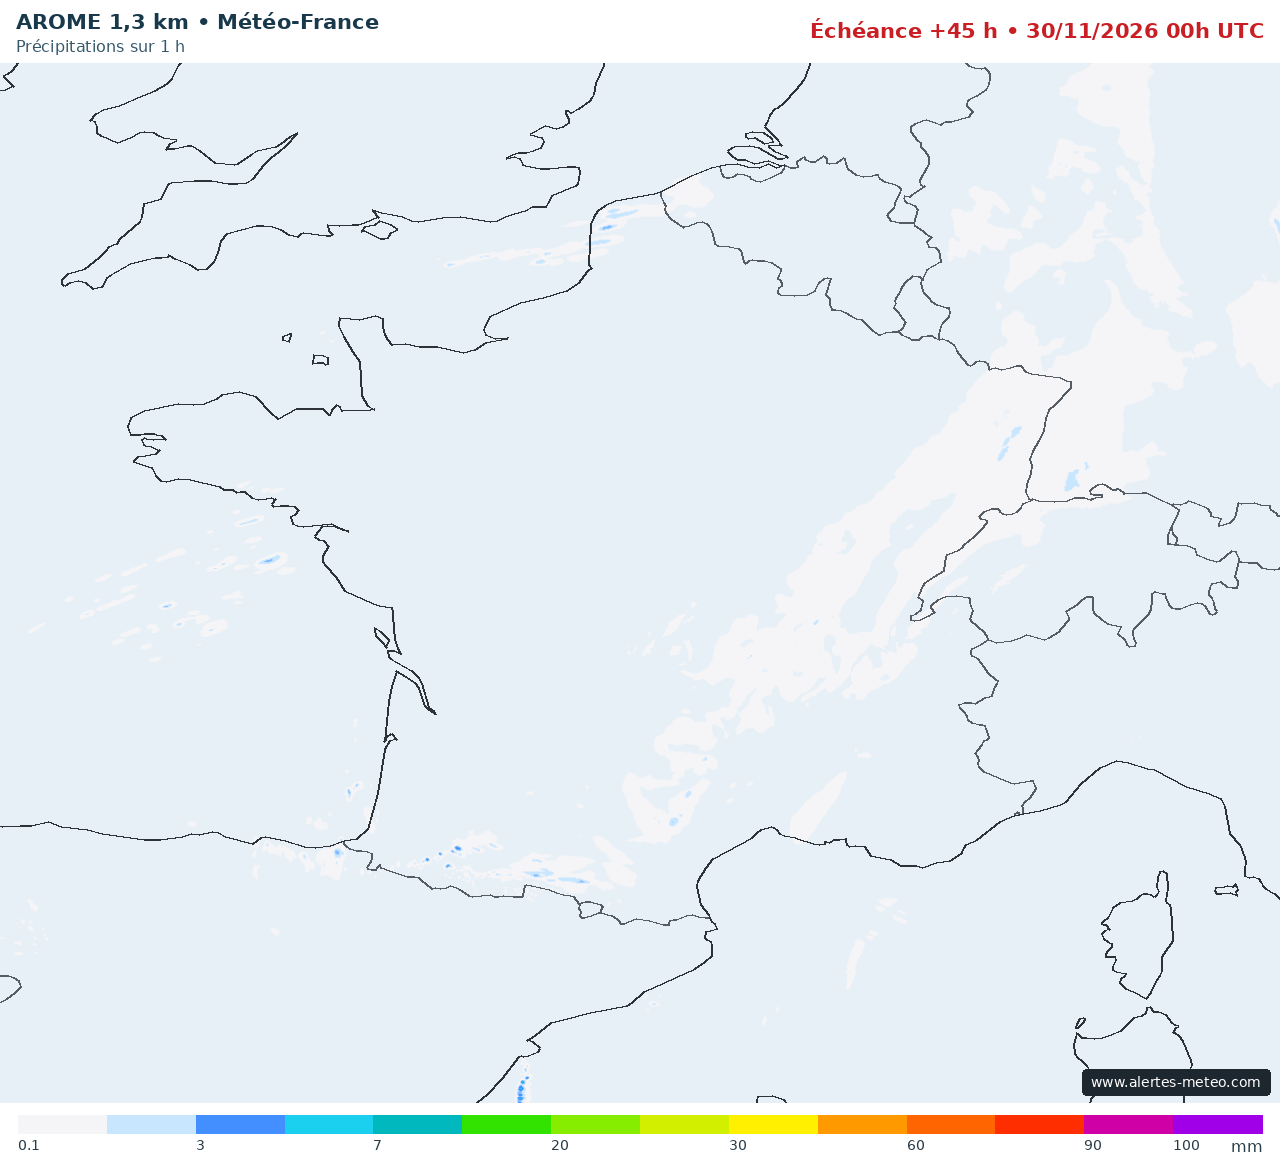 AROME 1,3 km • Météo-France
Précipitations sur 1 h
Échéance +45 h • 30/11/2026 00h UTC
www.alertes-meteo.com
0.1 3 7 20 30 60 90 100 mm